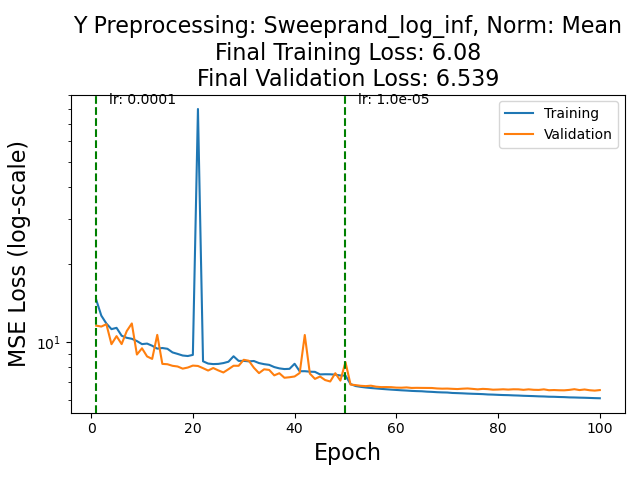 Y Preprocessing: Sweeprand_log_inf, Norm: Mean
Final Training Loss: 6.08
Final Validation Loss: 6.539
lr: 0.0001
lr: 1.0e-05
Training
Validation
MSE Loss (log-scale)
10¹
0
20
40
60
80
100
Epoch